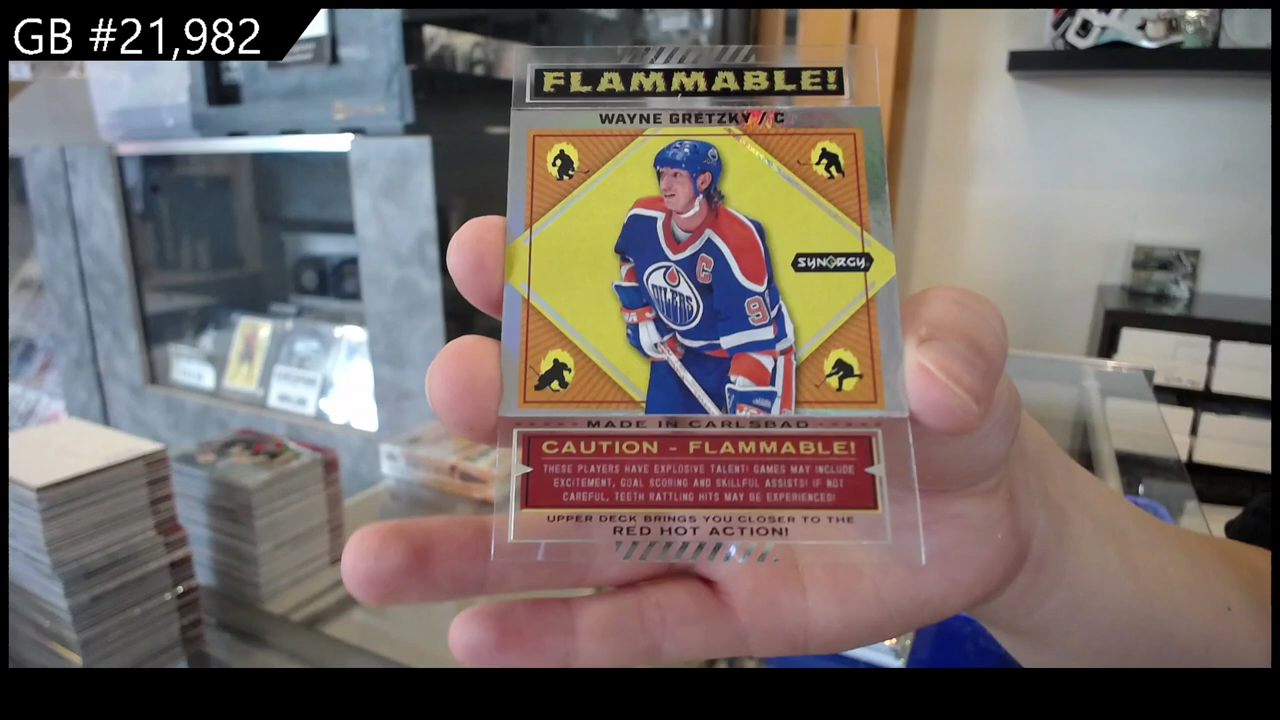 GB #21,982
FLAMMABLE!
WAYNE GRETZKY // C
SYNERGY
C
OILERS
9
MADE IN CARLSBAD
CAUTION - FLAMMABLE!
THESE PLAYERS HAVE EXPLOSIVE TALENT! GAMES MAY INCLUDE
EXCITEMENT, GOAL SCORING AND SKILLFUL ASSISTS! IF NOT
CAREFUL, TEETH RATTLING HITS MAY BE EXPERIENCED!
UPPER DECK BRINGS YOU CLOSER TO THE
RED HOT ACTION!